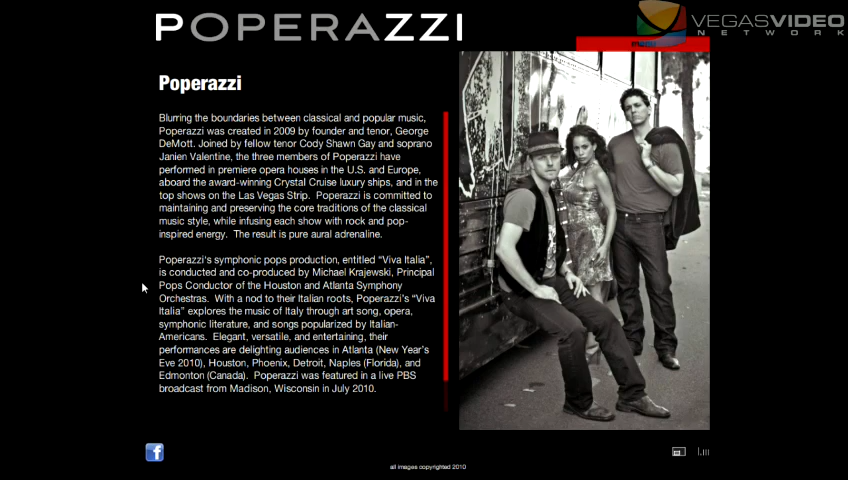 POPERAZZI
VEGASVIDEO
NETWORK
Poperazzi
Blurring the boundaries between classical and popular music,
Poperazzi was created in 2009 by founder and tenor, George
DeMott. Joined by fellow tenor Cody Shawn Gay and soprano
Janien Valentine, the three members of Poperazzi have
performed in premiere opera houses in the U.S. and Europe,
aboard the award-winning Crystal Cruise luxury ships, and in the
top shows on the Las Vegas Strip. Poperazzi is committed to
maintaining and preserving the core traditions of the classical
music style, while infusing each show with rock and pop-
inspired energy. The result is pure aural adrenaline.
Poperazzi's symphonic pops production, entitled “Viva Italia”,
is conducted and co-produced by Michael Krajewski, Principal
Pops Conductor of the Houston and Atlanta Symphony
Orchestras. With a nod to their Italian roots, Poperazzi's “Viva
Italia” explores the music of Italy through art song, opera,
symphonic literature, and songs popularized by Italian-
Americans. Elegant, versatile, and entertaining, their
performances are delighting audiences in Atlanta (New Year's
Eve 2010), Houston, Phoenix, Detroit, Naples (Florida), and
Edmonton (Canada). Poperazzi was featured in a live PBS
broadcast from Madison, Wisconsin in July 2010.
f
all images copyrighted 2010